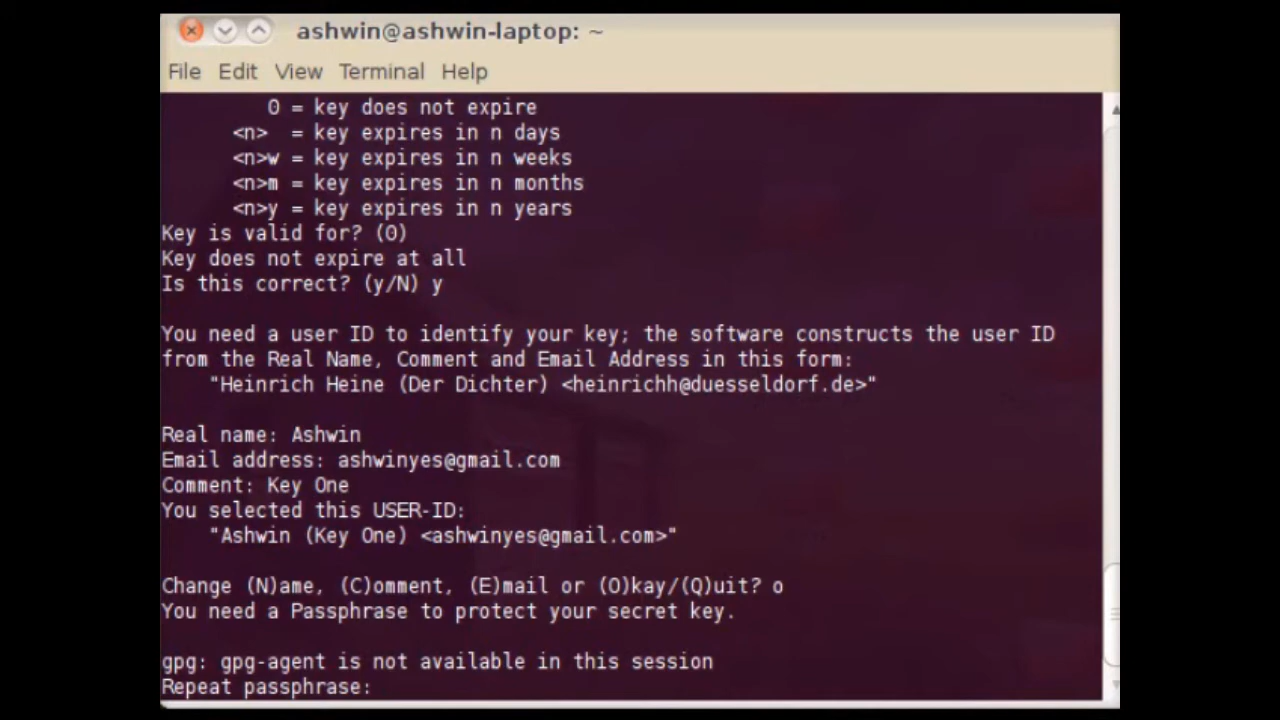 ashwin@ashwin-laptop: ~
File Edit View Terminal Help
0 = key does not expire
<n>  = key expires in n days
<n>w = key expires in n weeks
<n>m = key expires in n months
<n>y = key expires in n years
Key is valid for? (0)
Key does not expire at all
Is this correct? (y/N) y
You need a user ID to identify your key; the software constructs the user ID
from the Real Name, Comment and Email Address in this form:
"Heinrich Heine (Der Dichter) <heinrichh@duesseldorf.de>"
Real name: Ashwin
Email address: ashwinyes@gmail.com
Comment: Key One
You selected this USER-ID:
"Ashwin (Key One) <ashwinyes@gmail.com>"
Change (N)ame, (C)omment, (E)mail or (O)kay/(Q)uit? o
You need a Passphrase to protect your secret key.
gpg: gpg-agent is not available in this session
Repeat passphrase: